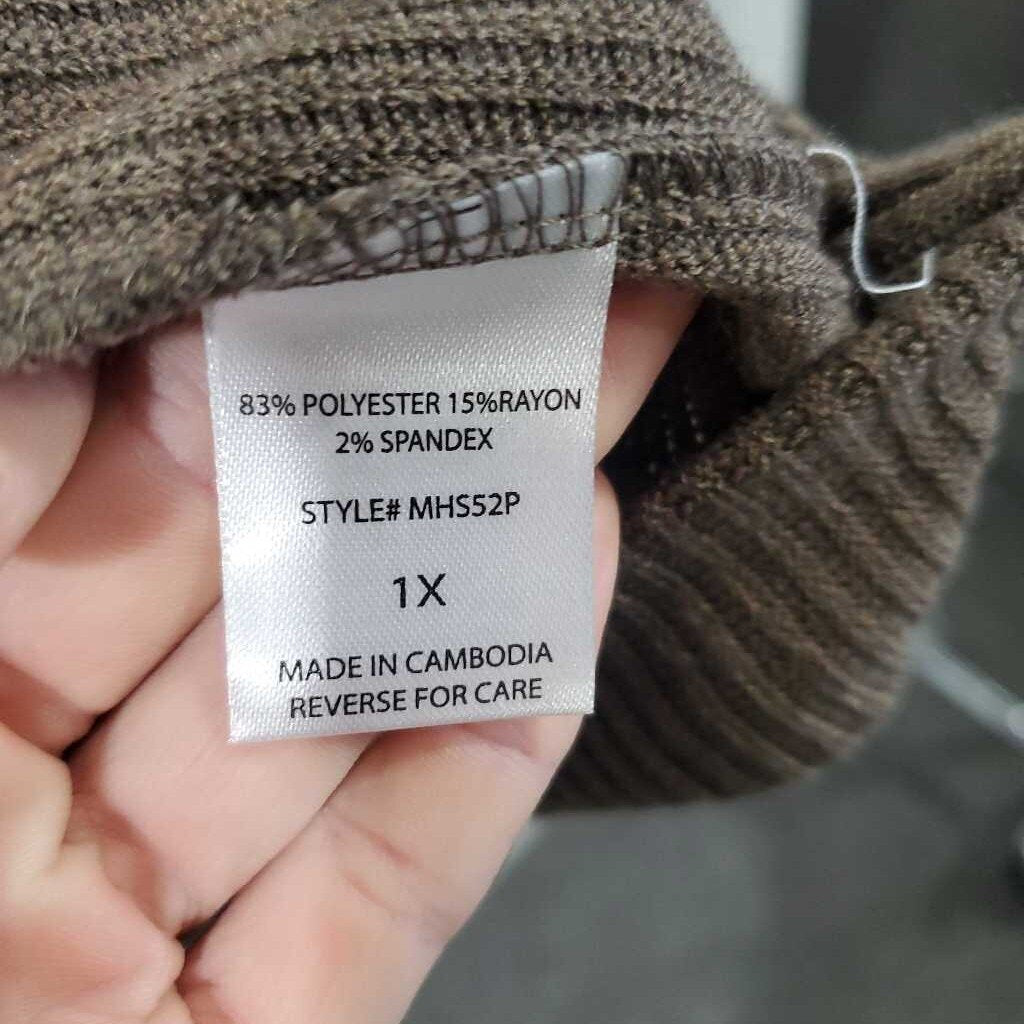 83% POLYESTER 15%RAYON
2% SPANDEX
STYLE# MHS52P
1X
MADE IN CAMBODIA
REVERSE FOR CARE